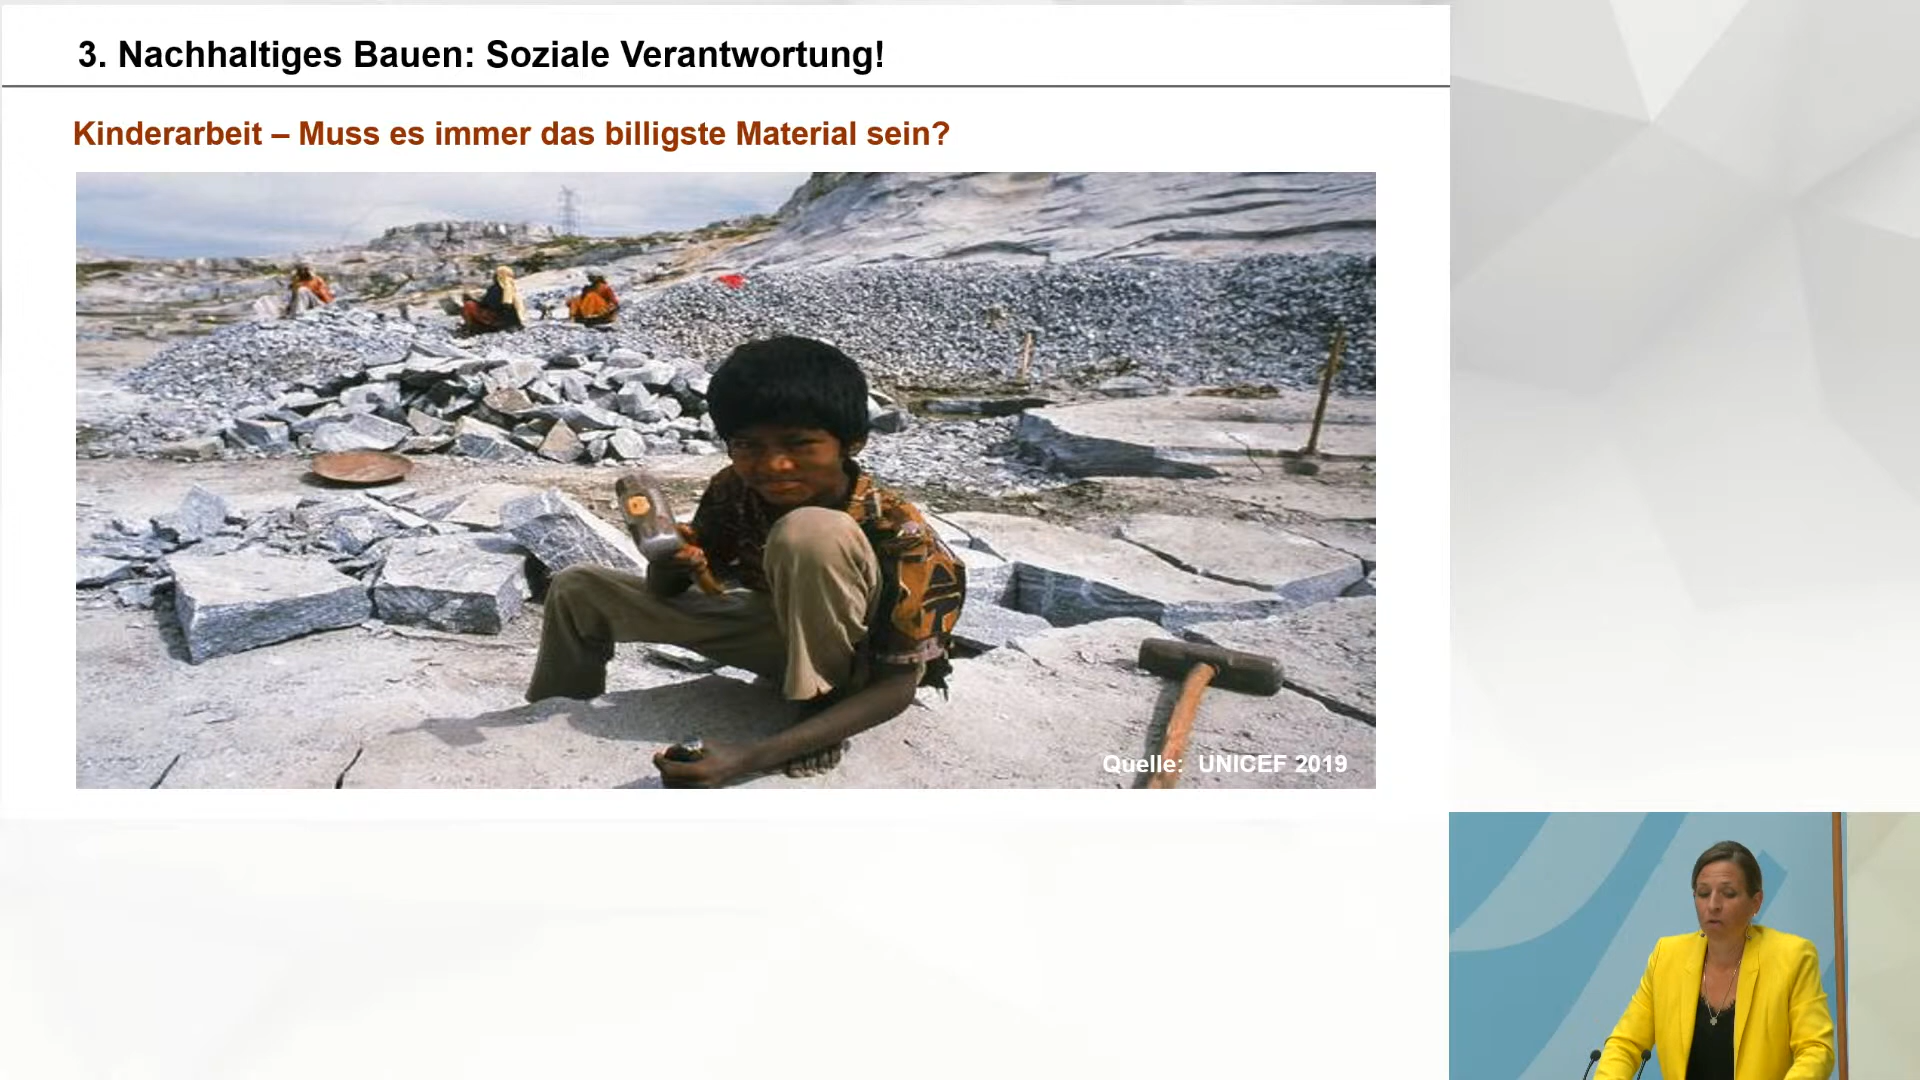 3. Nachhaltiges Bauen: Soziale Verantwortung!
Kinderarbeit – Muss es immer das billigste Material sein?
Quelle: UNICEF 2019